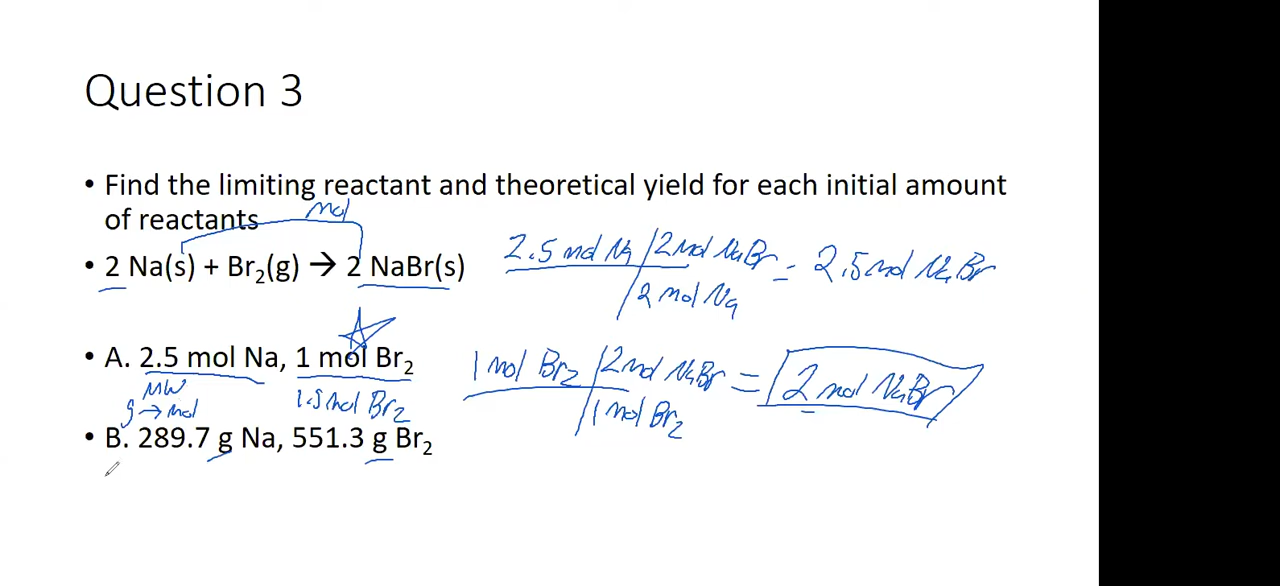 Question 3
• Find the limiting reactant and theoretical yield for each initial amount
of reactants
mol
• 2 Na(s) + Br₂(g) → 2 NaBr(s)
2.5 mol Na | 2 mol NaBr = 2.5 mol NaBr
| 2 mol Na
• A. 2.5 mol Na, 1 mol Br₂
1 mol Br₂ | 2 mol NaBr = 2 mol NaBr
| 1 mol Br₂
MW
g → mol
1.5 mol Br₂
• B. 289.7 g Na, 551.3 g Br₂